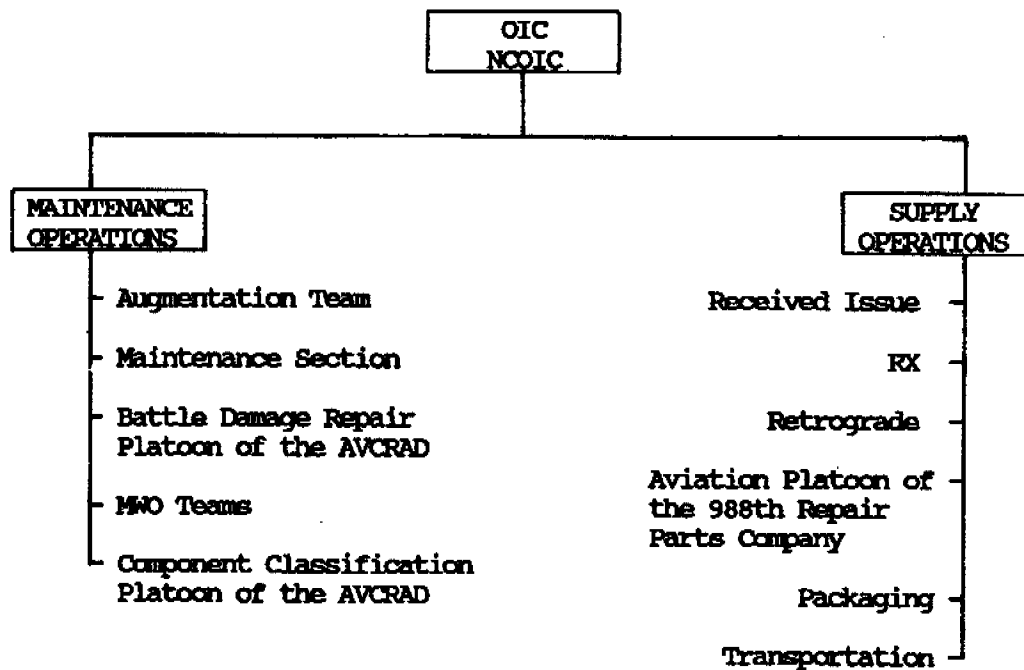 OIC
NCOIC
MAINTENANCE
OPERATIONS
Augmentation Team
Maintenance Section
Battle Damage Repair
Platoon of the AVCRAD
MWO Teams
Component Classification
Platoon of the AVCRAD
SUPPLY
OPERATIONS
Received Issue
RX
Retrograde
Aviation Platoon of
the 988th Repair
Parts Company
Packaging
Transportation